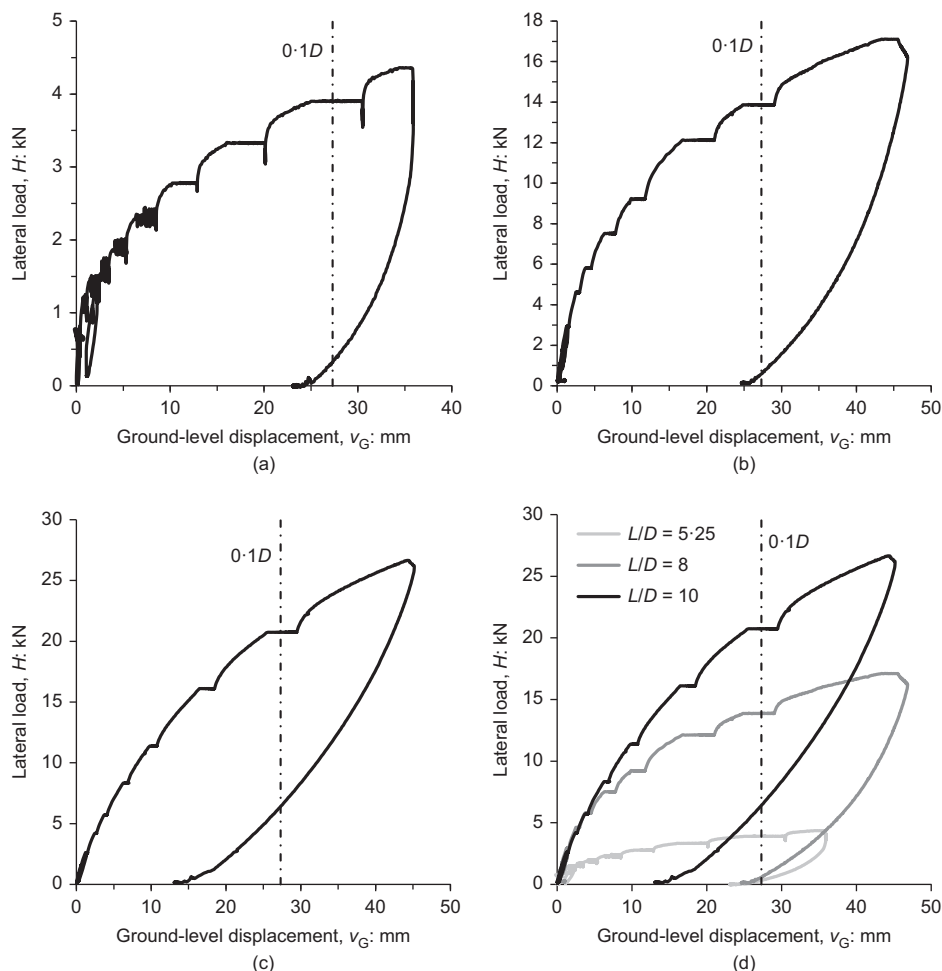 5
4
3
2
1
0
Lateral load, H: kN
0·1D
0 10 20 30 40
Ground-level displacement, vG: mm
(a)
18
16
14
12
10
8
6
4
2
0
Lateral load, H: kN
0·1D
0 10 20 30 40 50
Ground-level displacement, vG: mm
(b)
30
25
20
15
10
5
0
Lateral load, H: kN
0·1D
0 10 20 30 40 50
Ground-level displacement, vG: mm
(c)
30
25
20
15
10
5
0
Lateral load, H: kN
L/D = 5·25
L/D = 8
L/D = 10
0·1D
0 10 20 30 40 50
Ground-level displacement, vG: mm
(d)